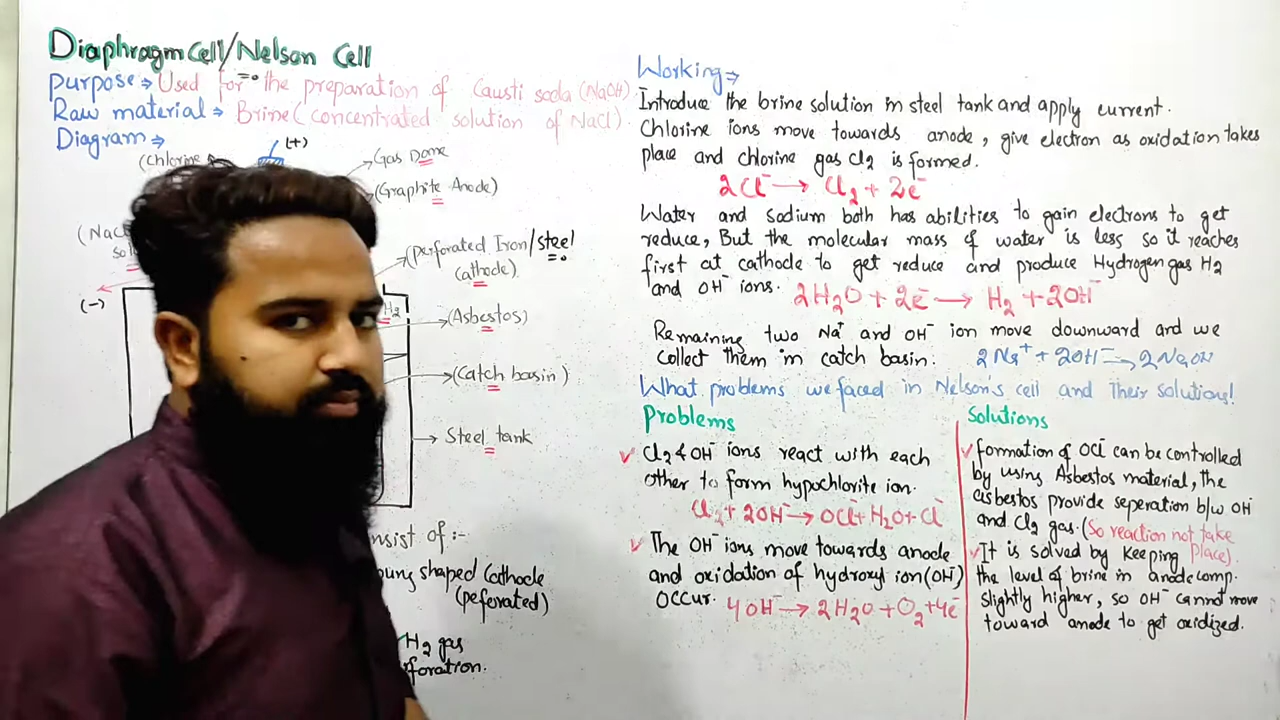 Diaphragm Cell/Nelson Cell
Purpose → Used for the preparation of Causti soda (NaOH).
Raw material → Brine (concentrated solution of NaCl).
Diagram →
(+)
(Chlorine
Gas Dome
(Graphite Anode)
(NaCl
sol
(Perforated Iron/steel
cathode)
(-)
H2
(Asbestos)
(Catch basin)
Steel tank
nsist of :-
shaped Cathode
(peferated)
H2 gas
foration.
Working →
Introduce the brine solution in steel tank and apply current.
Chlorine ions move towards anode, give electron as oxidation takes
place and chlorine gas Cl2 is formed.
2Cl⁻ → Cl2 + 2e⁻
Water and sodium both has abilities to gain electrons to get
reduce, But the molecular mass of water is less so it reaches
first at cathode to get reduce and produce Hydrogen gas H2
and OH⁻ ions. 2H2O + 2e⁻ → H2 + 2OH⁻
Remaining two Na⁺ and OH⁻ ion move downward and we
collect them in catch basin. 2Na⁺ + 2OH⁻ → 2NaOH
What problems we faced in Nelson's cell and Their solutions!
Problems
✓ Cl2 & OH⁻ ions react with each
other to form hypochlorite ion.
Cl2 + 2OH⁻ → OCl⁻ + H2O + Cl⁻
✓ The OH⁻ ions move towards anode
and oxidation of hydroxyl ion (OH⁻)
occur. 4OH⁻ → 2H2O + O2 + 4e⁻
Solutions
✓ formation of OCl⁻ can be controlled
by using Asbestos material, the
asbestos provide seperation b/w OH⁻
and Cl2 gas. (So reaction not take
place).
✓ It is solved by keeping
the level of brine in anode comp.
slightly higher, so OH⁻ cannot move
toward anode to get oxidized.